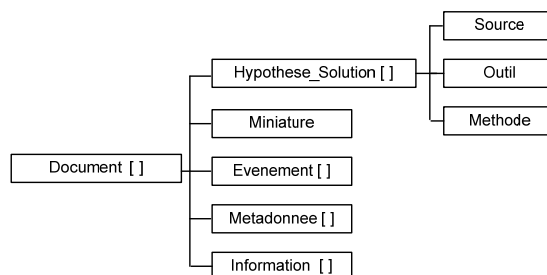 Source
Hypothese_Solution [ ]
Outil
Miniature
Methode
Document [ ]
Evenement [ ]
Metadonnee [ ]
Information [ ]